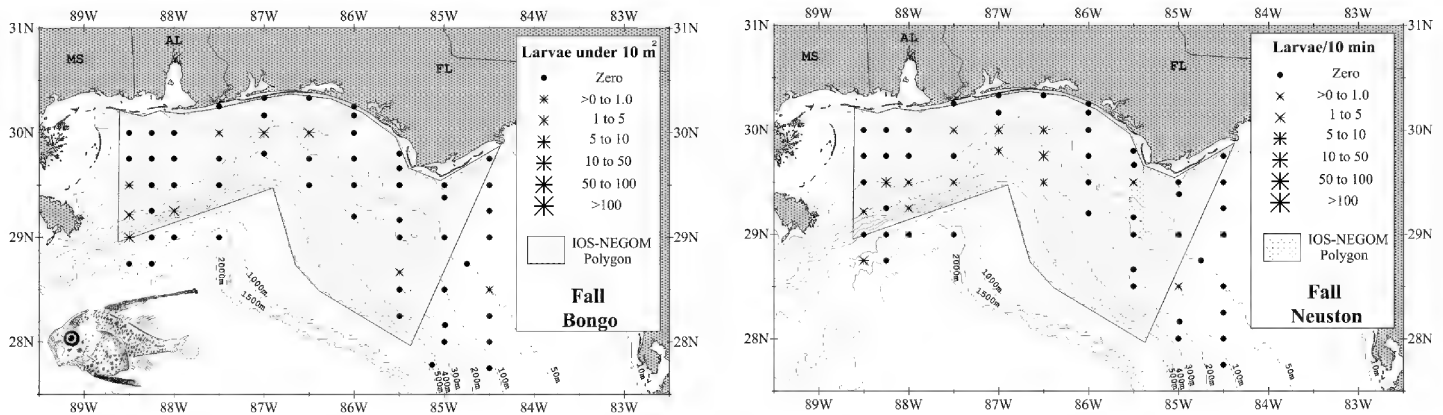 89W 88W 87W 86W 85W 84W 83W
31N 31N
MS AL FL
Larvae under 10 m²
Zero
>0 to 1.0
1 to 5
5 to 10
10 to 50
50 to 100
>100
IOS-NEGOM
Polygon
Fall
Bongo
30N 30N
29N 29N
28N 28N
2000m 1000m
1500m
500m 400m 300m 200m 100m 50m
89W 88W 87W 86W 85W 84W 83W
89W 88W 87W 86W 85W 84W 83W
31N 31N
MS AL FL
Larvae/10 min
Zero
>0 to 1.0
1 to 5
5 to 10
10 to 50
50 to 100
>100
IOS-NEGOM
Polygon
Fall
Neuston
30N 30N
29N 29N
28N 28N
2000m 1000m
1500m
500m 400m 300m 200m 100m 50m
89W 88W 87W 86W 85W 84W 83W